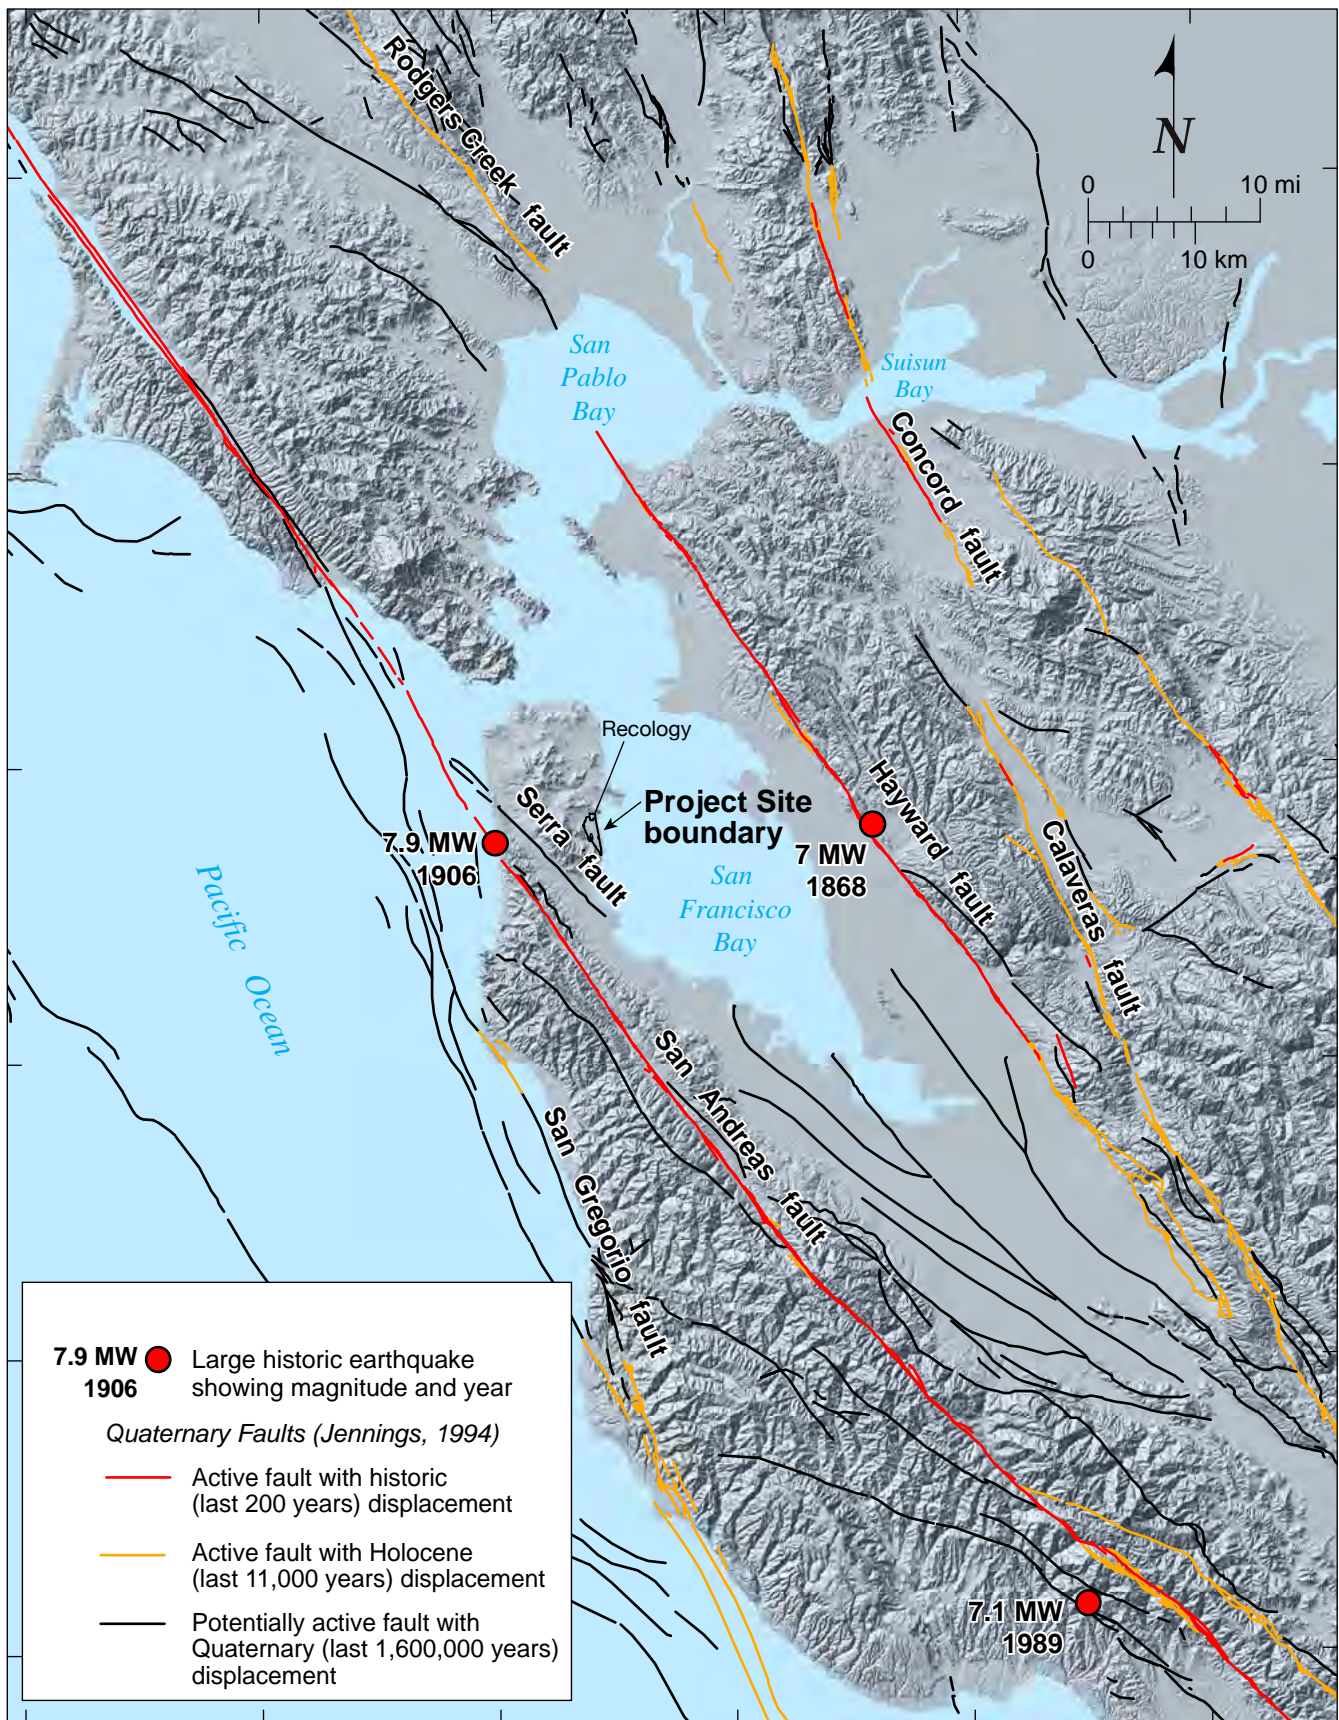 Rodgers Creek fault
N
0 10 mi
0 10 km
San
Pablo
Bay
Suisun
Bay
Concord fault
Recology
Project Site
boundary
Serra fault
7.9 MW
1906
Hayward fault
7 MW
1868
Calaveras fault
San
Francisco
Bay
Pacific Ocean
San Andreas fault
San Gregorio fault
7.1 MW
1989
7.9 MW
1906
Large historic earthquake
showing magnitude and year
Quaternary Faults (Jennings, 1994)
Active fault with historic
(last 200 years) displacement
Active fault with Holocene
(last 11,000 years) displacement
Potentially active fault with
Quaternary (last 1,600,000 years)
displacement